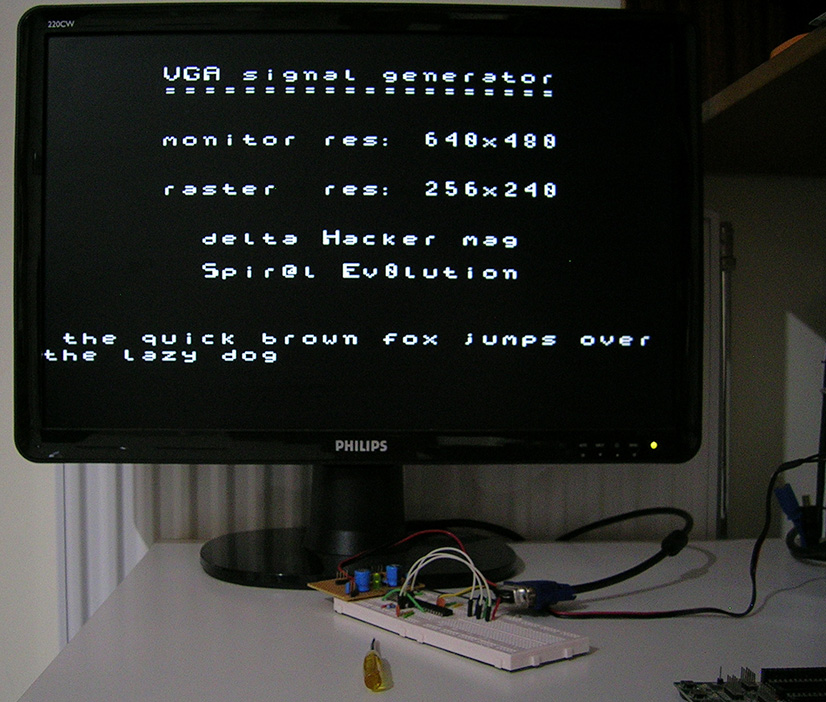 220CW
VGA signal generator
====================
monitor res: 640x480
raster res: 256x240
delta Hacker mag
Spir@l Ev0lution
the quick brown fox jumps over
the lazy dog
PHILIPS